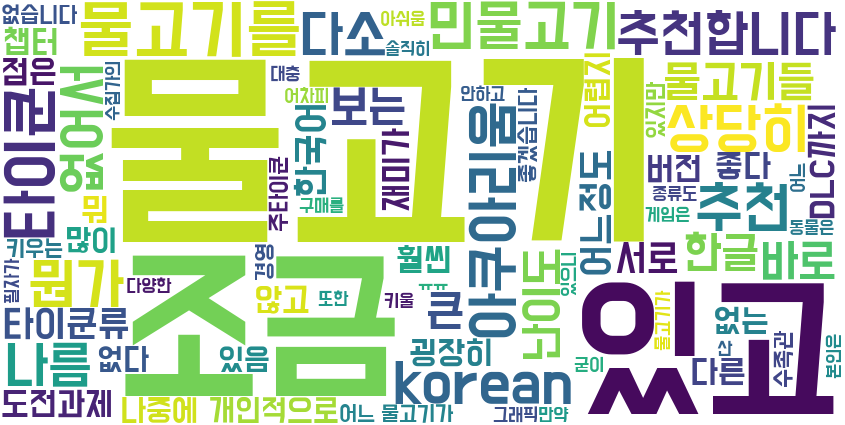 없습니다
물고기를
다소
아쉬움
솔직히
민물고기
추천합니다
챕터
점은
수집가의
대충
어차피
보는
안하고
어렵지
물고기들
있지만
상당히
타이쿤
없어서
물고기
한국어
재미가
아쿠아리움
좋겠습니다
어느정도
버전
좋다
어느
DLC까지
주타이쿤
구매를
종류도
추천
게임은
동물은
많이
키우는
경영
필자가
뭔가
다양한
조금
훨씬
ㅠㅠ
난이도
있으니
서로
한글
바로
않고
또한
키울
큰
있고
물고기가
없는
타이쿤류
나름
없다
있음
굉장히
korean
굳이
다른
산
수족관
본인은
도전과제
나중에
개인적으로
어느
물고기가
그래픽
만약